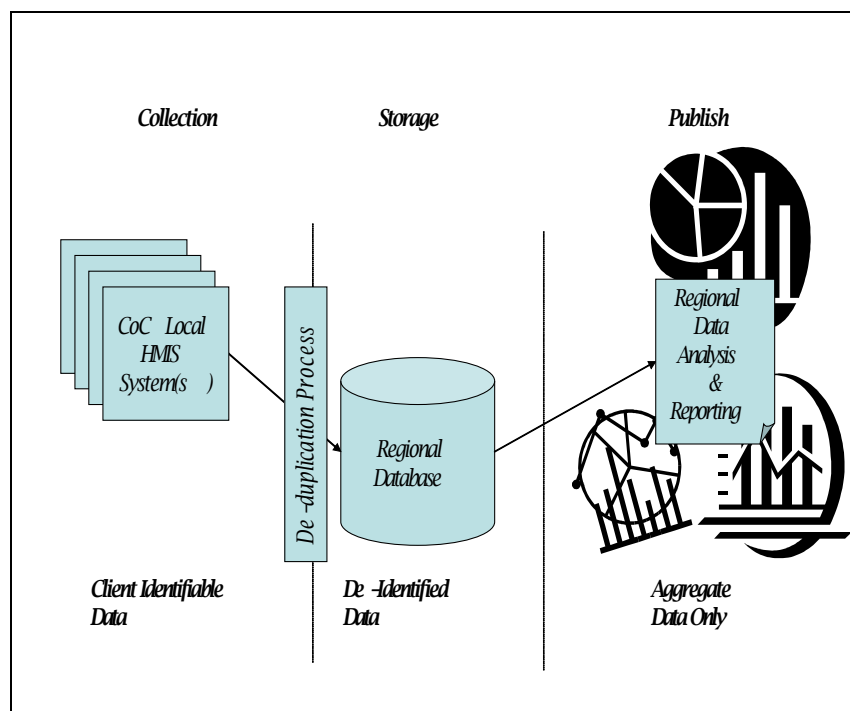 Collection
Storage
Publish
CoC Local
HMIS
System(s )
De -duplication Process
Regional
Database
Regional
Data
Analysis
&
Reporting
Client Identifiable
Data
De -Identified
Data
Aggregate
Data Only